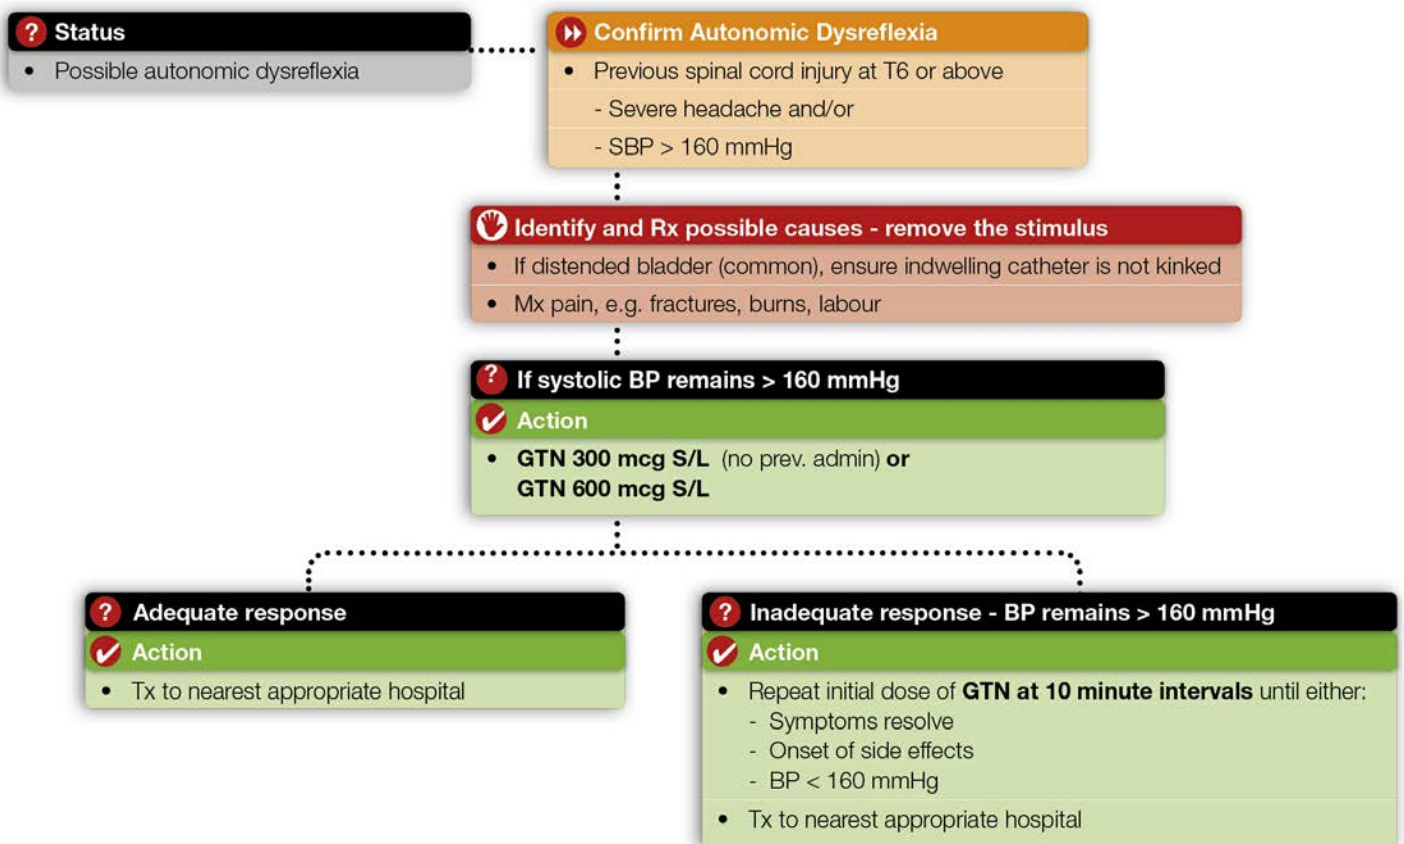 Status
• Possible autonomic dysreflexia
Confirm Autonomic Dysreflexia
• Previous spinal cord injury at T6 or above
- Severe headache and/or
- SBP > 160 mmHg
Identify and Rx possible causes - remove the stimulus
• If distended bladder (common), ensure indwelling catheter is not kinked
• Mx pain, e.g. fractures, burns, labour
? If systolic BP remains > 160 mmHg
Action
• GTN 300 mcg S/L (no prev. admin) or
GTN 600 mcg S/L
? Adequate response
Action
• Tx to nearest appropriate hospital
? Inadequate response - BP remains > 160 mmHg
Action
• Repeat initial dose of GTN at 10 minute intervals until either:
- Symptoms resolve
- Onset of side effects
- BP < 160 mmHg
• Tx to nearest appropriate hospital